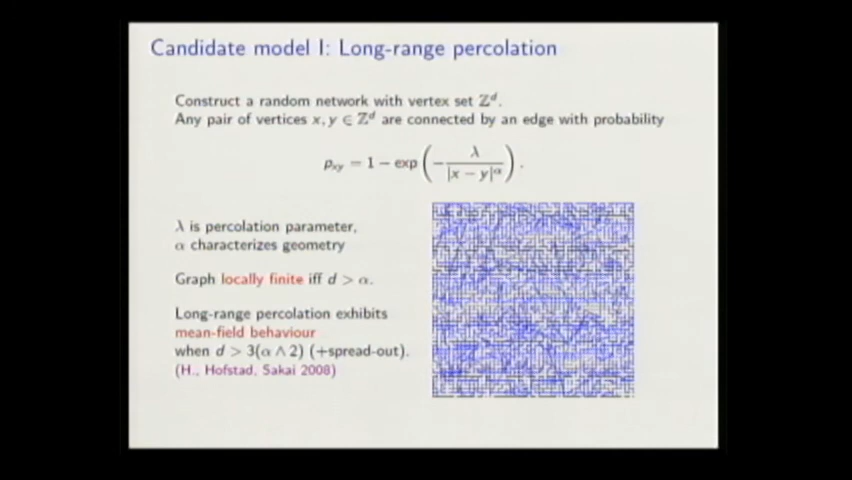 Candidate model I: Long-range percolation
Construct a random network with vertex set ℤ^d.
Any pair of vertices x, y ∈ ℤ^d are connected by an edge with probability
p_xy = 1 − exp(−λ/|x − y|^α).
λ is percolation parameter,
α characterizes geometry
Graph locally finite iff d > α.
Long-range percolation exhibits
mean-field behaviour
when d > 3(α ∧ 2) (+spread-out).
(H., Hofstad, Sakai 2008)